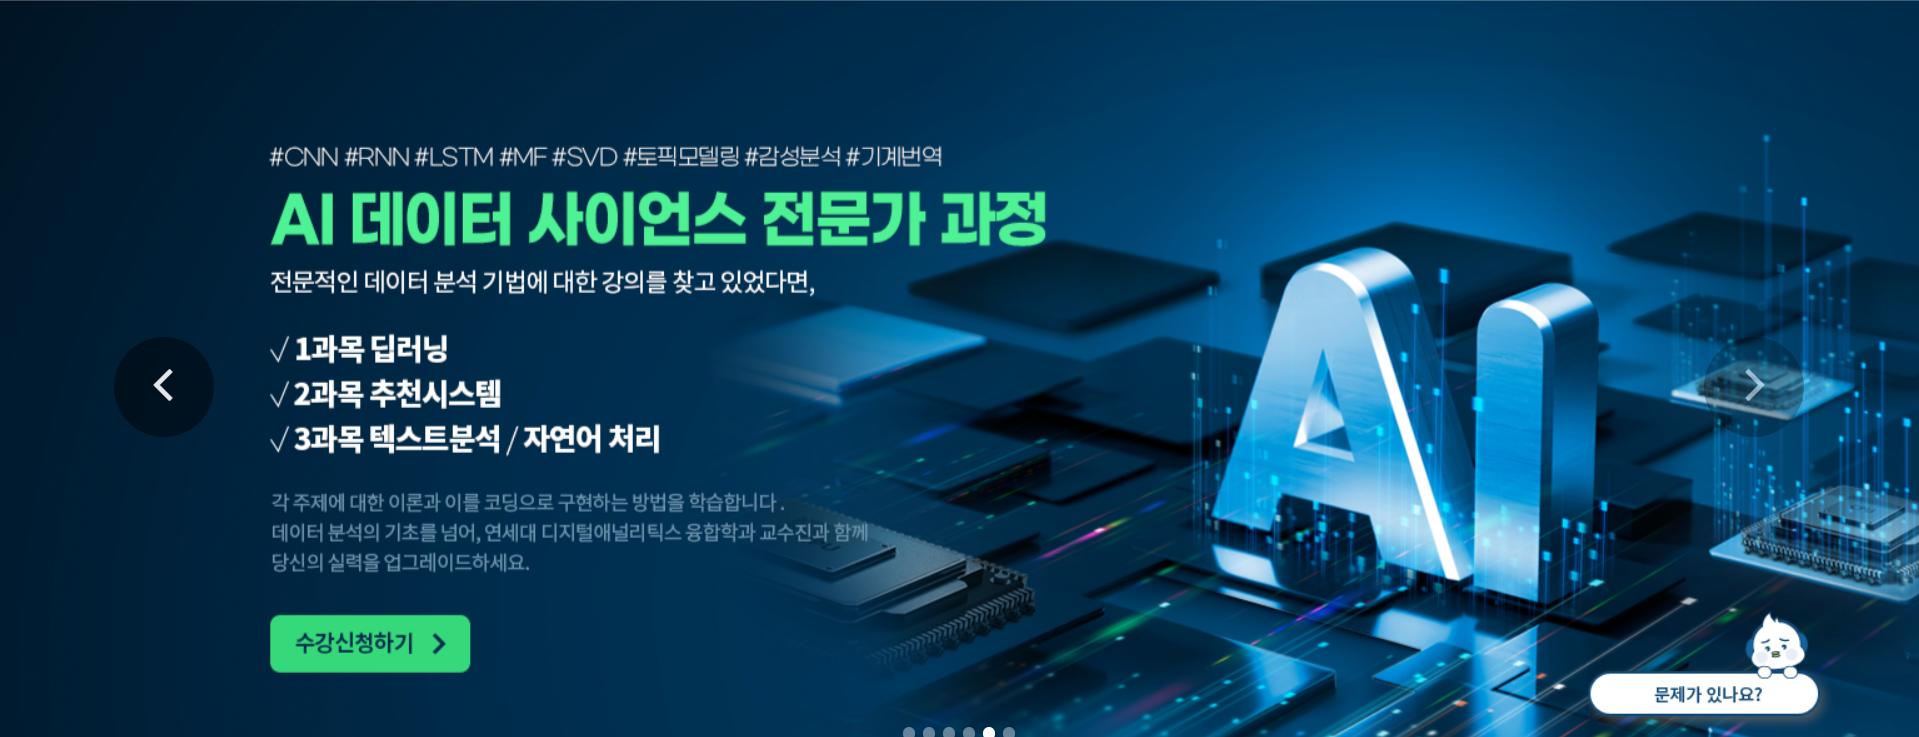 #CNN #RNN #LSTM #MF #SVD #토픽모델링 #감성분석 #기계번역
AI 데이터 사이언스 전문가 과정
전문적인 데이터 분석 기법에 대한 강의를 찾고 있었다면,
√ 1과목 딥러닝
√ 2과목 추천시스템
√ 3과목 텍스트분석 / 자연어 처리
각 주제에 대한 이론과 이를 코딩으로 구현하는 방법을 학습합니다.
데이터 분석의 기초를 넘어, 연세대 디지털애널리틱스 융합학과 교수진과 함께
당신의 실력을 업그레이드하세요.
수강신청하기
AI
문제가 있나요?